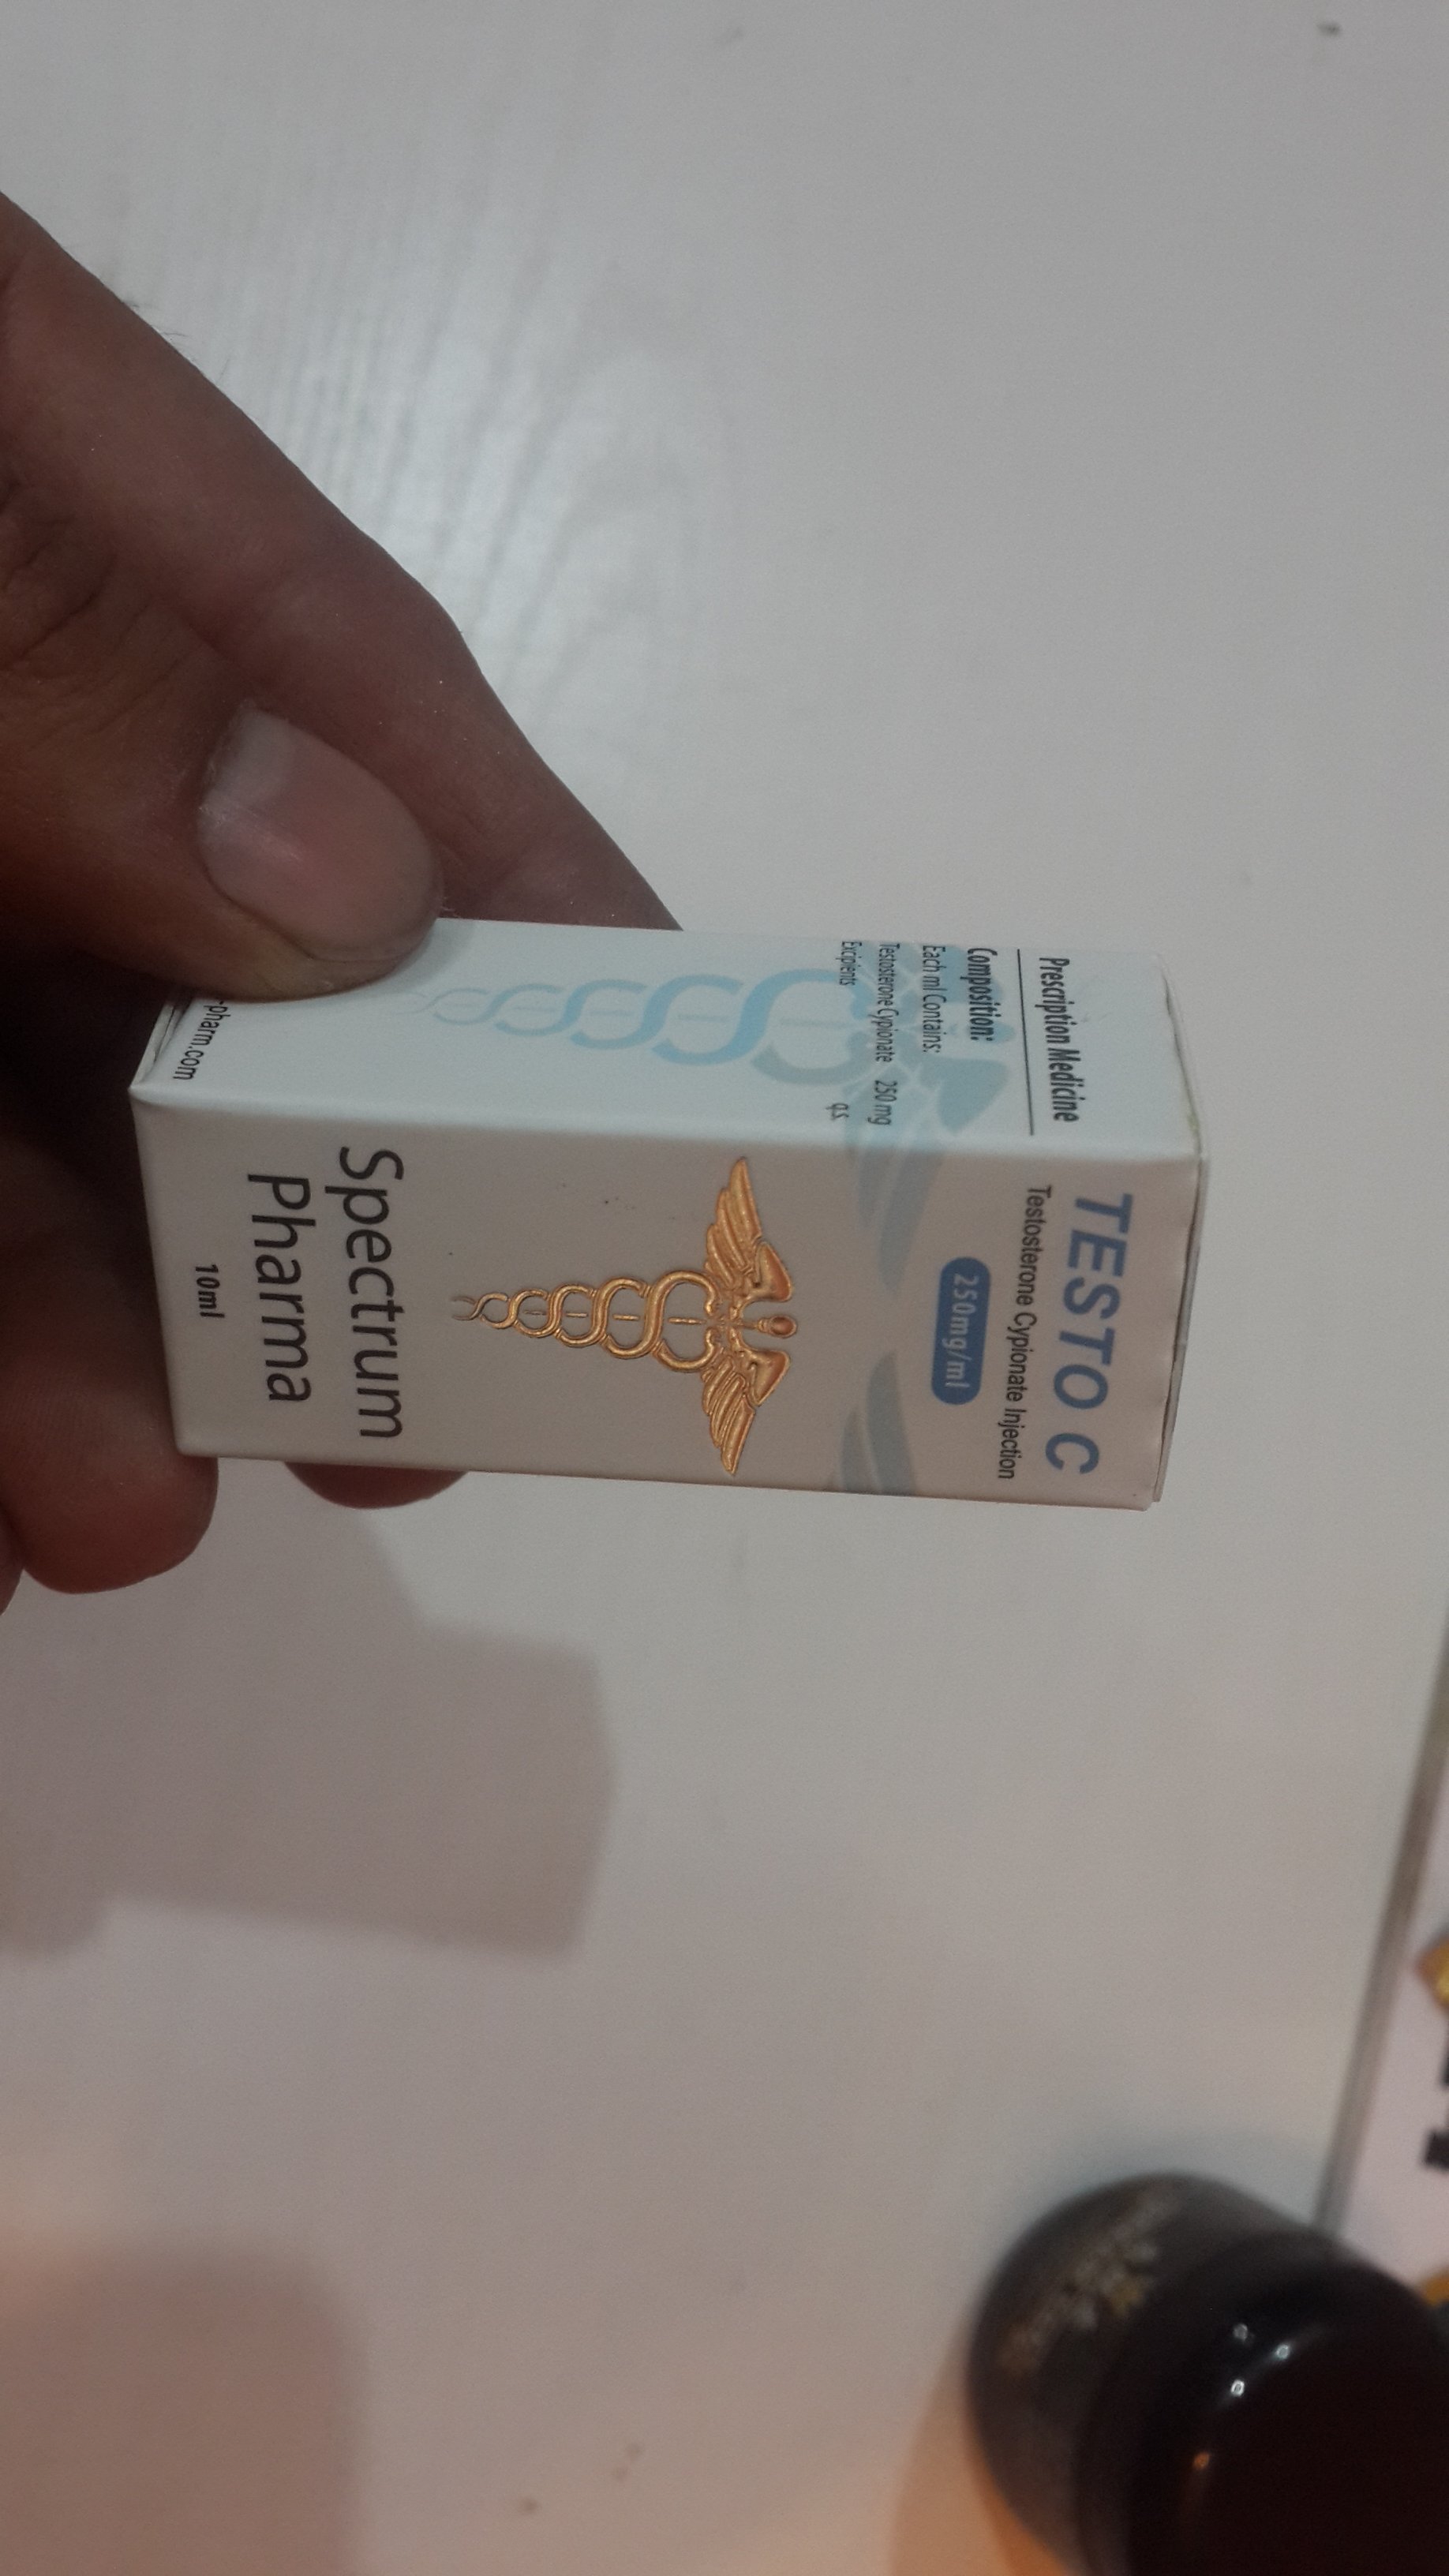 Prescription Medicine
Composition:
Each ml Contains:
Testosterone Cypionate 250 mg
Excipients q.s.
-pharm.com
TESTO C
Testosterone Cypionate Injection
250mg/ml
Spectrum
Pharma
10ml